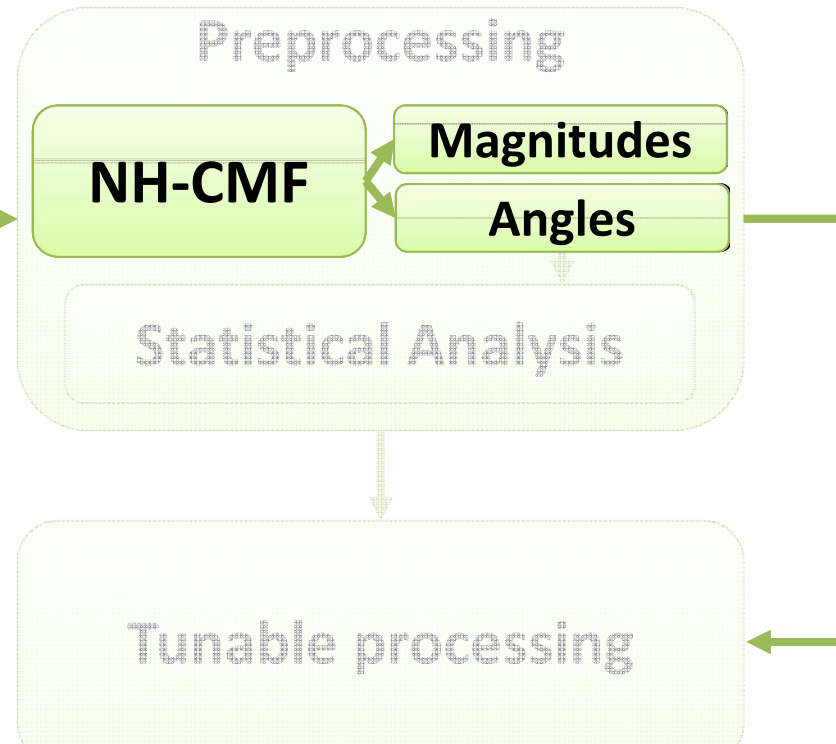 Preprocessing
NH-CMF
Magnitudes
Angles
Statistical Analysis
Tunable processing